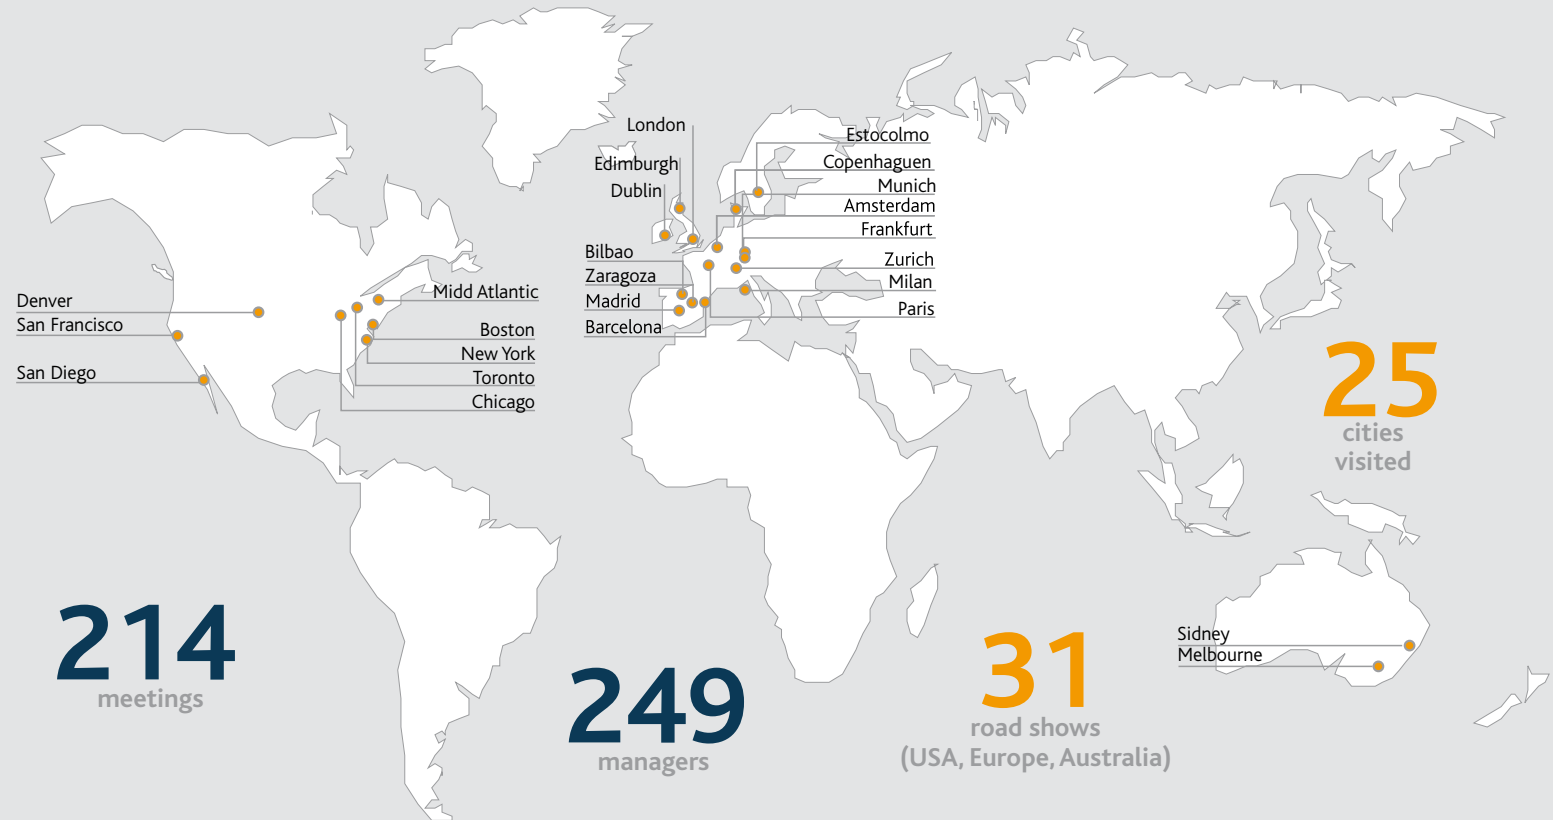 London
Edimburgh
Dublin
Estocolmo
Copenhaguen
Munich
Amsterdam
Frankfurt
Zurich
Milan
Paris
Bilbao
Zaragoza
Madrid
Barcelona
Denver
San Francisco
San Diego
Midd Atlantic
Boston
New York
Toronto
Chicago
25
cities
visited
Sidney
Melbourne
214
meetings
249
managers
31
road shows
(USA, Europe, Australia)